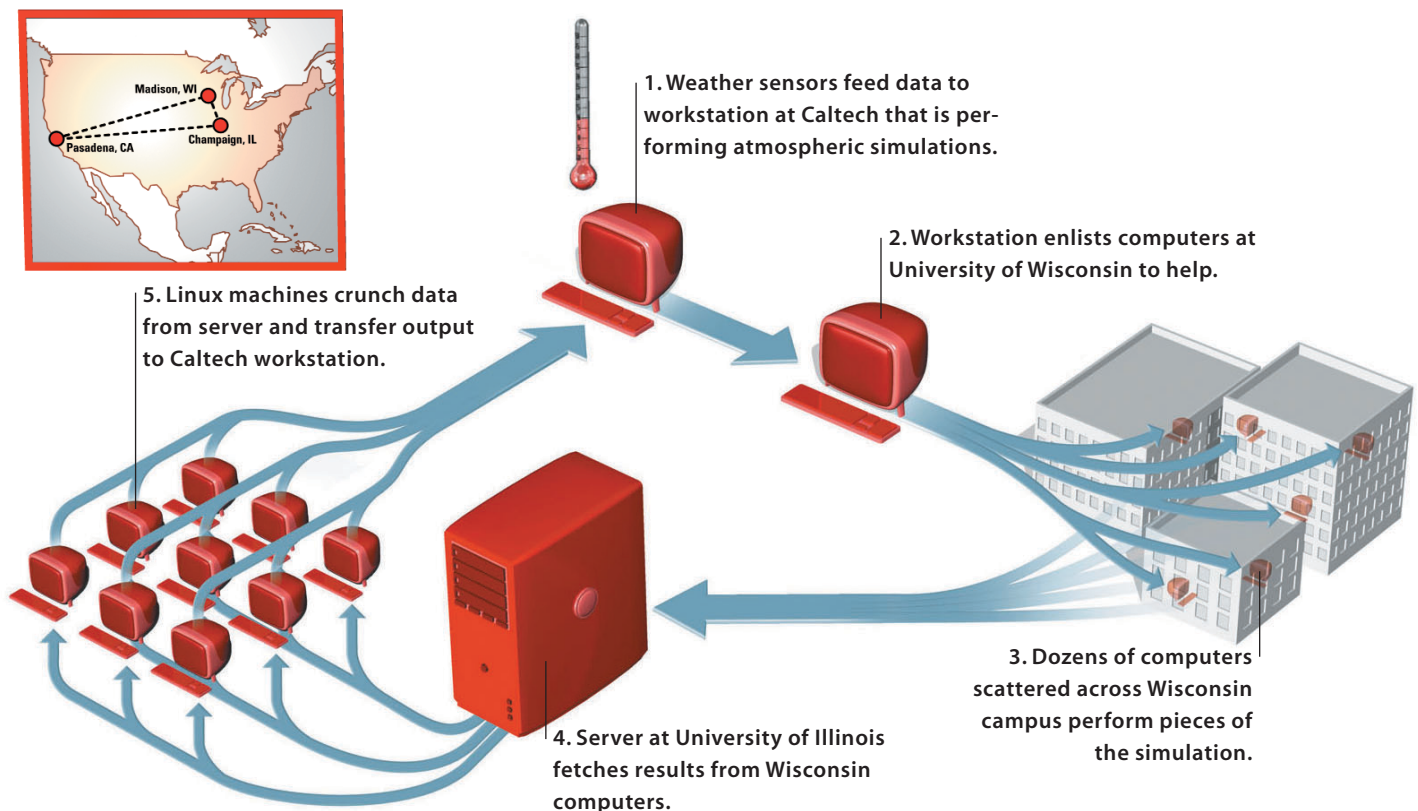 Madison, WI
Pasadena, CA
Champaign, IL
1. Weather sensors feed data to
workstation at Caltech that is per-
forming atmospheric simulations.
2. Workstation enlists computers at
University of Wisconsin to help.
3. Dozens of computers
scattered across Wisconsin
campus perform pieces of
the simulation.
4. Server at University of Illinois
fetches results from Wisconsin
computers.
5. Linux machines crunch data
from server and transfer output
to Caltech workstation.